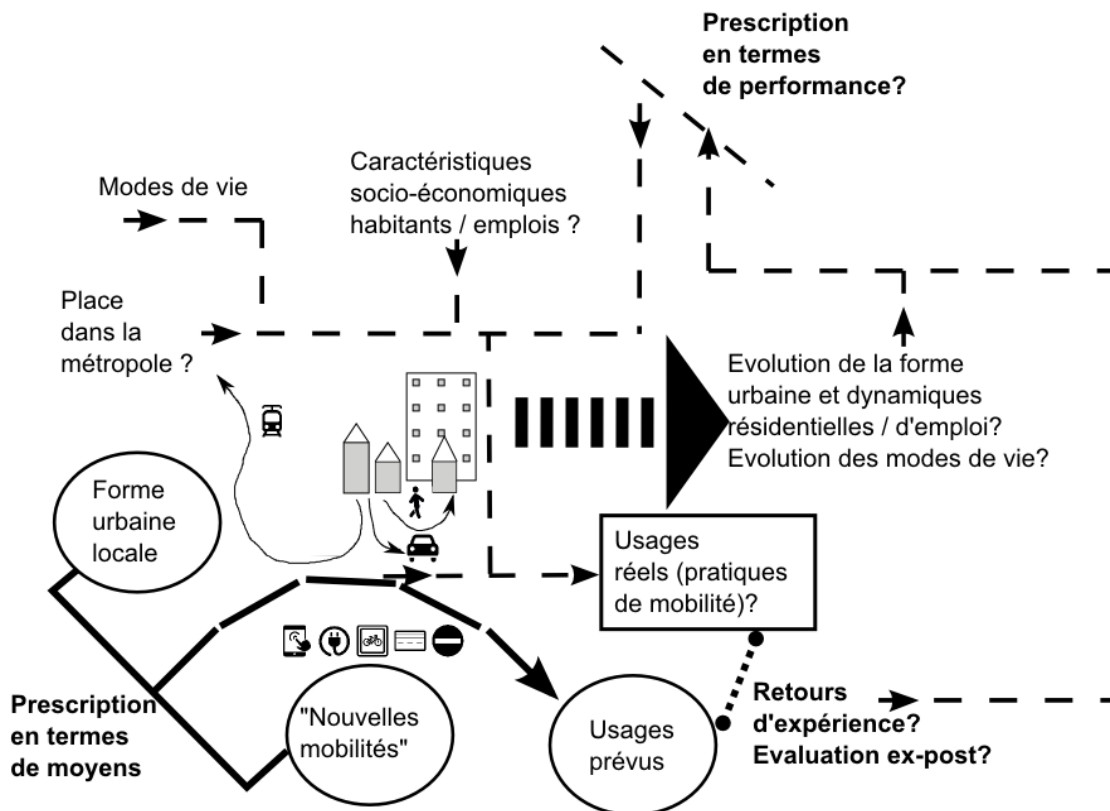 Prescription
en termes
de performance?
Caractéristiques
socio-économiques
habitants / emplois ?
Modes de vie
Place
dans la
métropole ?
Evolution de la forme
urbaine et dynamiques
résidentielles / d'emploi?
Evolution des modes de vie?
Forme
urbaine
locale
Usages
réels (pratiques
de mobilité)?
Prescription
en termes
de moyens
"Nouvelles
mobilités"
Usages
prévus
Retours
d'expérience?
Evaluation ex-post?